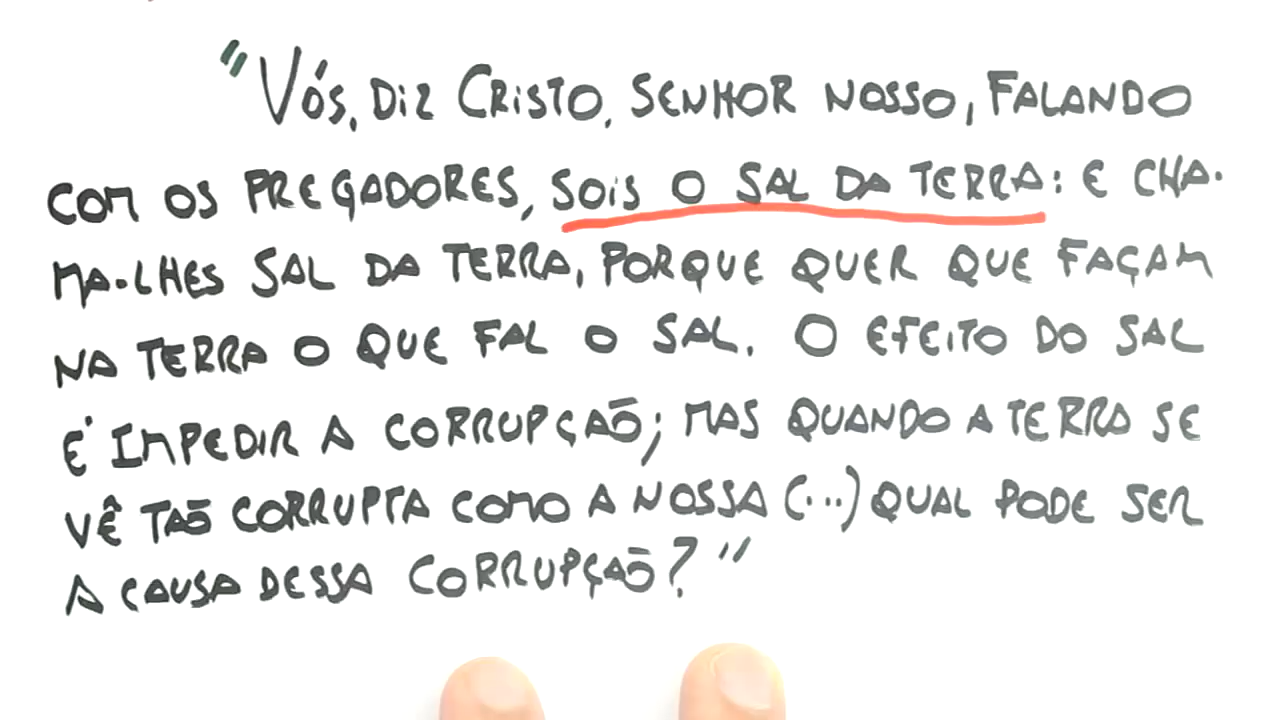 "Vós, DIZ CRISTO, SENHOR NOSSO, FALANDO
COM OS PREGADORES, SOIS O SAL DA TERRA: E CHA-
MA-LHES SAL DA TERRA, PORQUE QUER QUE FAÇAM
NA TERRA O QUE FAL O SAL. O EFEITO DO SAL
É IMPEDIR A CORRUPÇÃO; MAS QUANDO A TERRA SE
VÊ TÃO CORRUPTA COMO A NOSSA (...) QUAL PODE SER
A CAUSA DESSA CORRUPÇÃO?"